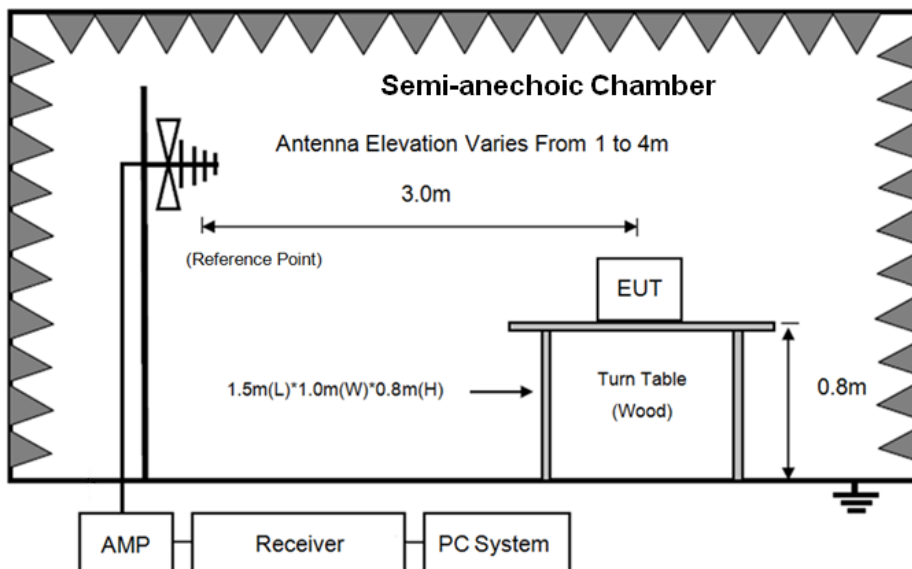 Semi-anechoic Chamber
Antenna Elevation Varies From 1 to 4m
3.0m
(Reference Point)
EUT
1.5m(L)*1.0m(W)*0.8m(H)
Turn Table
(Wood)
0.8m
AMP
Receiver
PC System